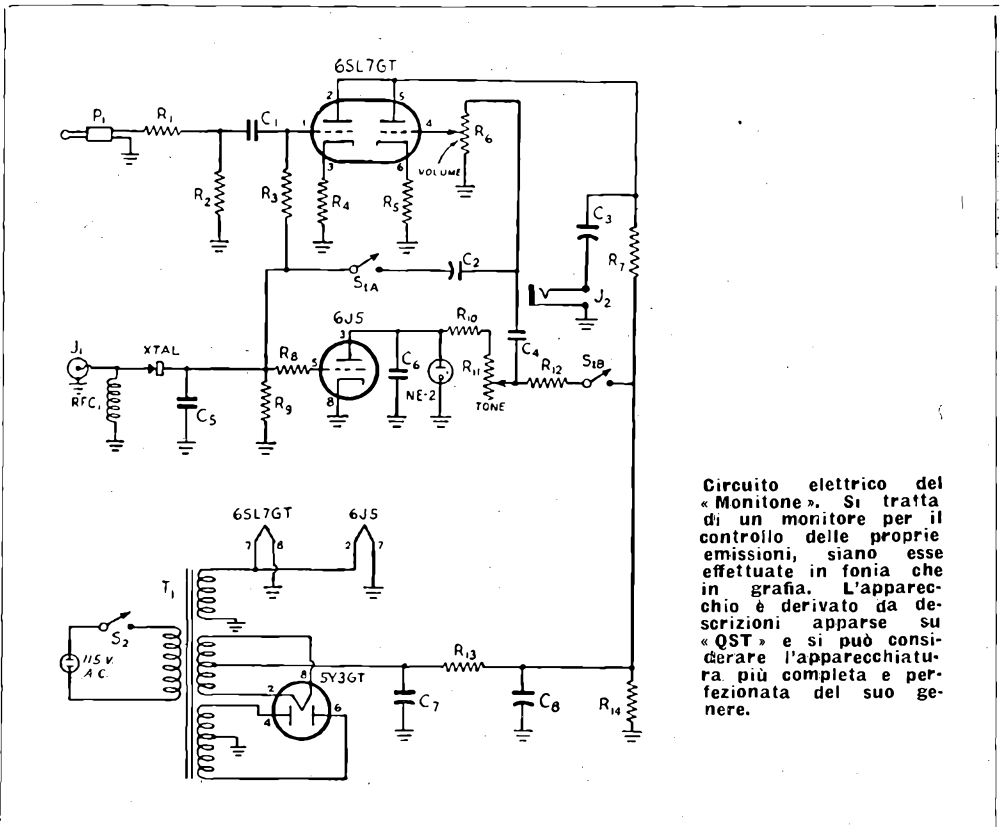 6SL7GT
2
5
P1
R1
C1
1
4
R6
VOLUME
3
6
R2
R3
R4
R5
C3
R7
S1A
C2
J2
6J5
3
R10
J1
XTAL
R8
5
C6
NE-2
R11
C4
R12
S1B
TONE
RFC1
C5
R9
8
6SL7GT
6J5
7
8
2
7
T1
S2
115 V.
A.C.
R13
8
5Y3GT
2
4
6
C7
C8
R14
Circuito elettrico del
« Monitone ». Si tratta
di un monitore per il
controllo delle proprie
emissioni, siano esse
effettuate in fonia che
in grafia. L'apparec-
chio è derivato da de-
scrizioni apparse su
« QST » e si può consi-
derare l'apparecchiatu-
ra più completa e per-
fezionata del suo ge-
nere.